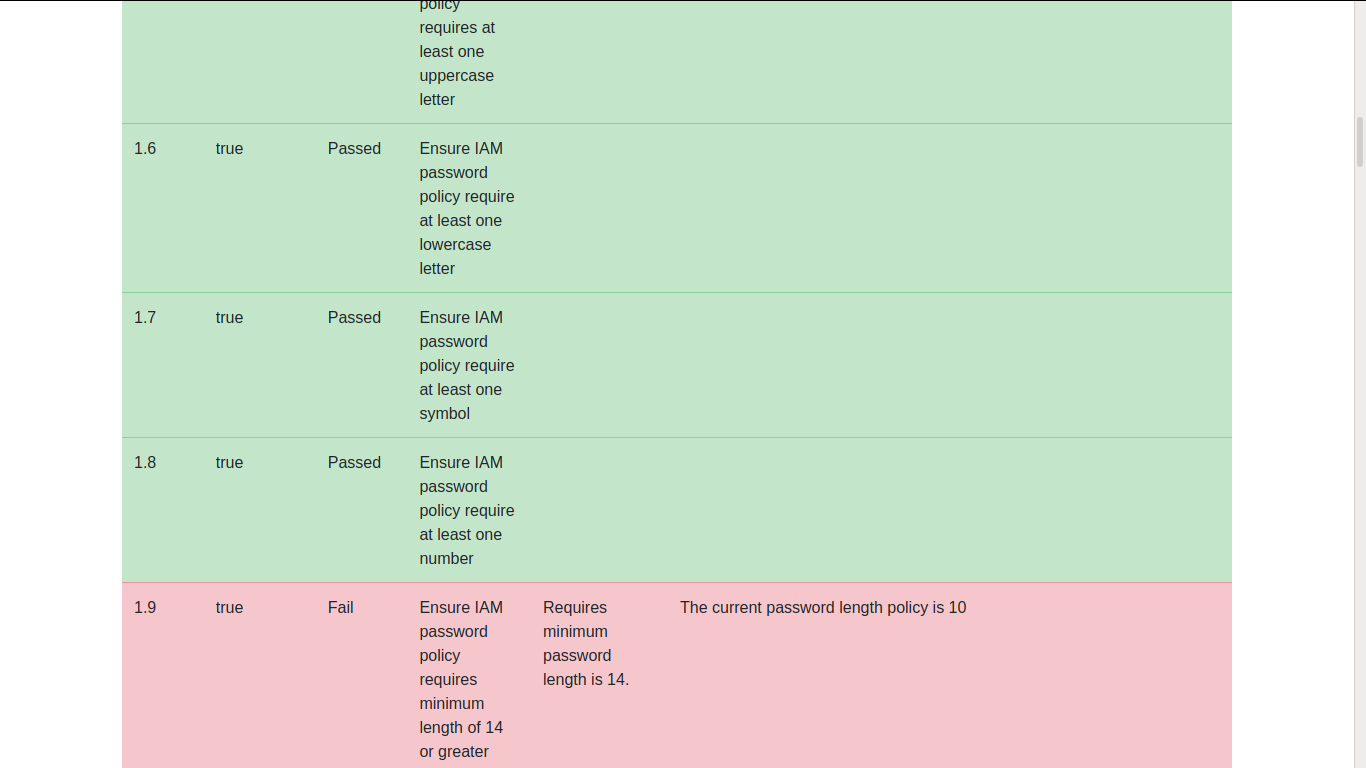 policy
requires at
least one
uppercase
letter
1.6 true Passed Ensure IAM
password
policy require
at least one
lowercase
letter
1.7 true Passed Ensure IAM
password
policy require
at least one
symbol
1.8 true Passed Ensure IAM
password
policy require
at least one
number
1.9 true Fail Ensure IAM Requires The current password length policy is 10
password minimum
policy password
requires length is 14.
minimum
length of 14
or greater